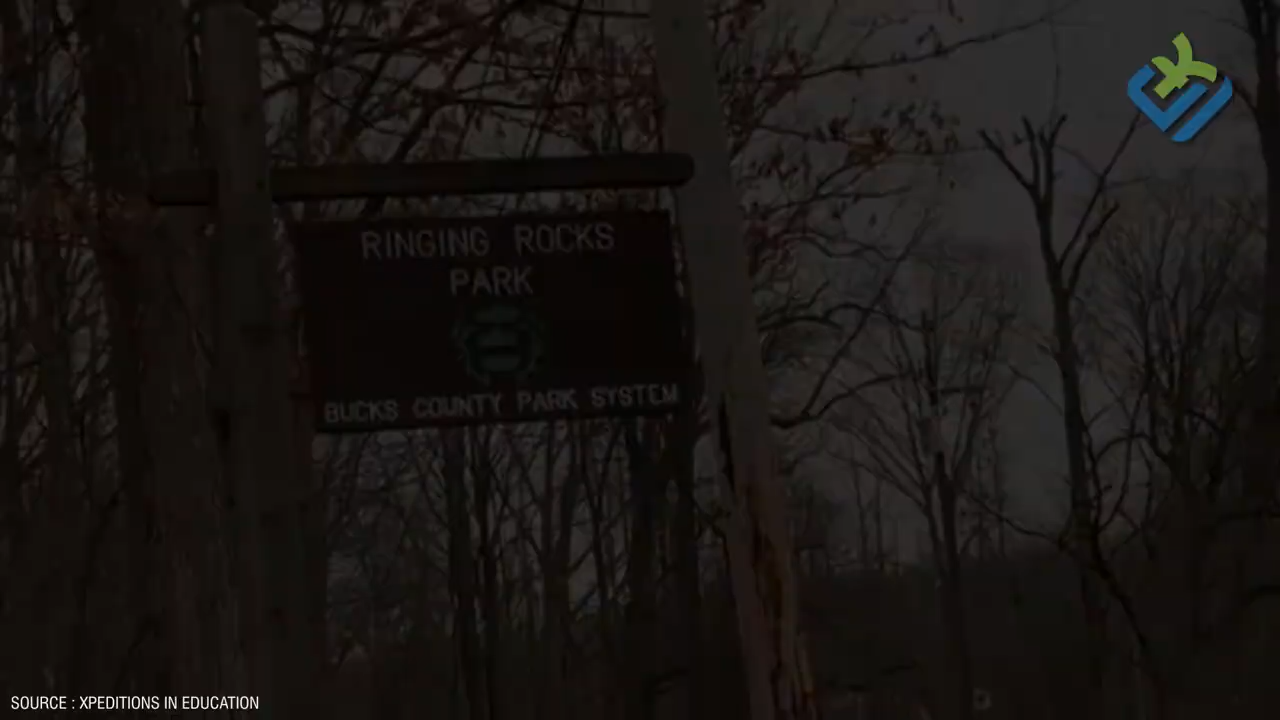 RINGING ROCKS
PARK
BUCKS COUNTY PARK SYSTEM
SOURCE : XPEDITIONS IN EDUCATION